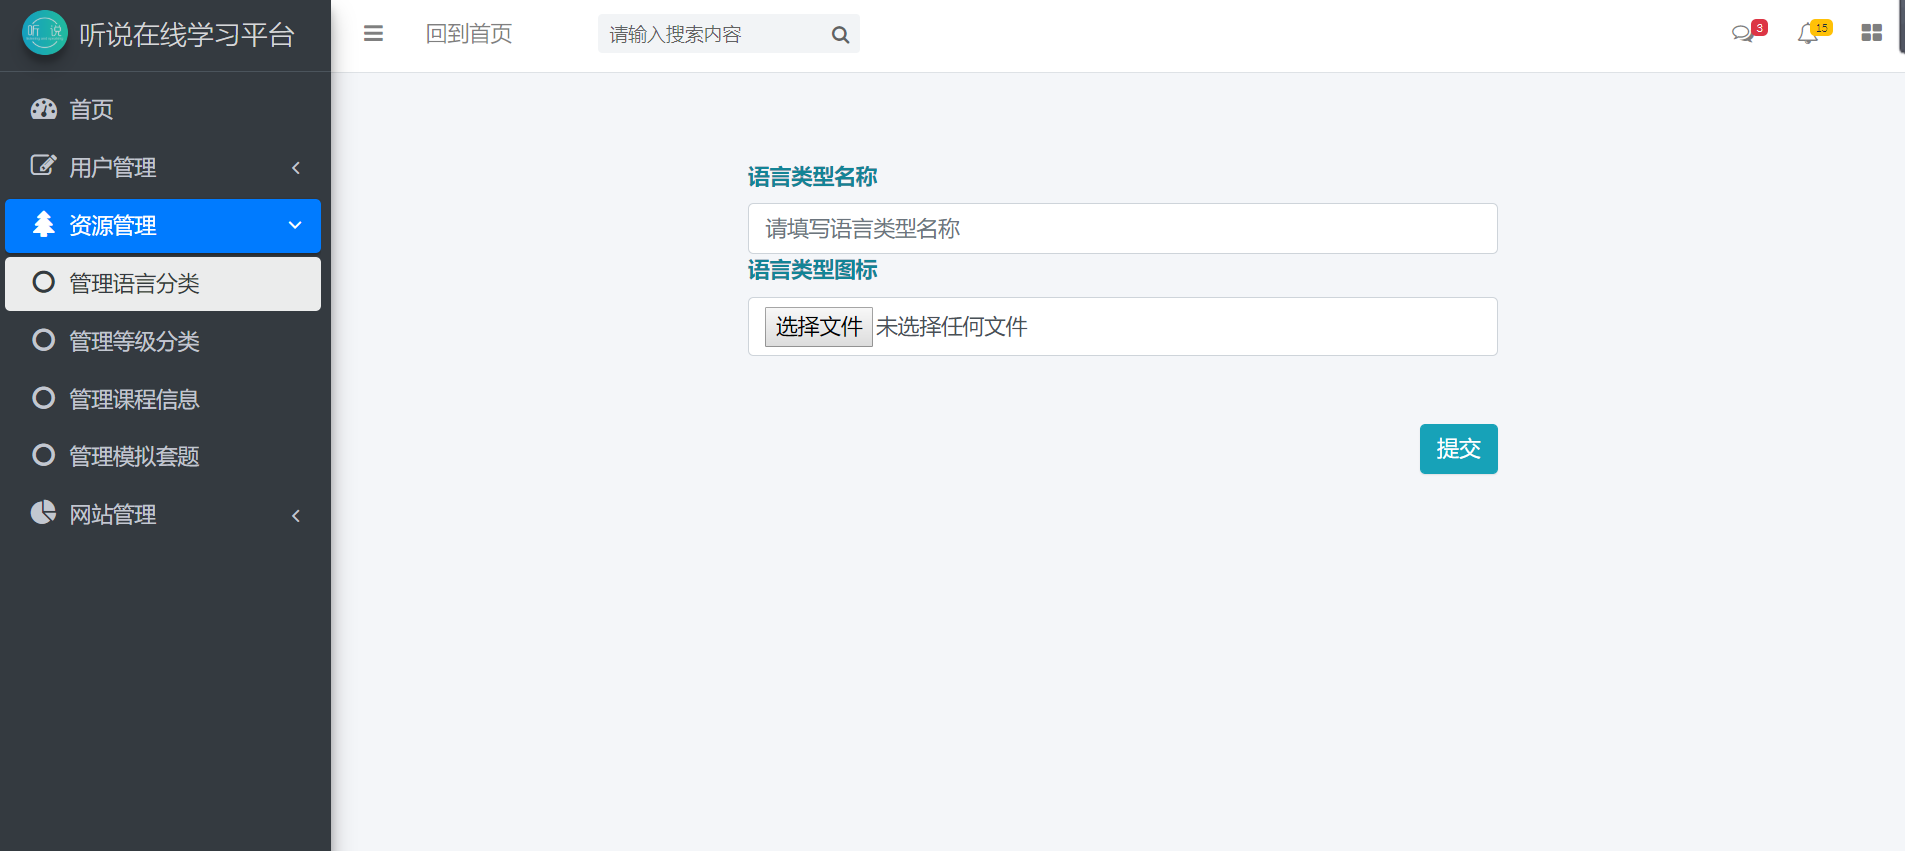 听 说
听说在线学习平台
回到首页
请输入搜索内容
3
15
首页
用户管理
资源管理
管理语言分类
管理等级分类
管理课程信息
管理模拟套题
网站管理
语言类型名称
请填写语言类型名称
语言类型图标
选择文件 未选择任何文件
提交